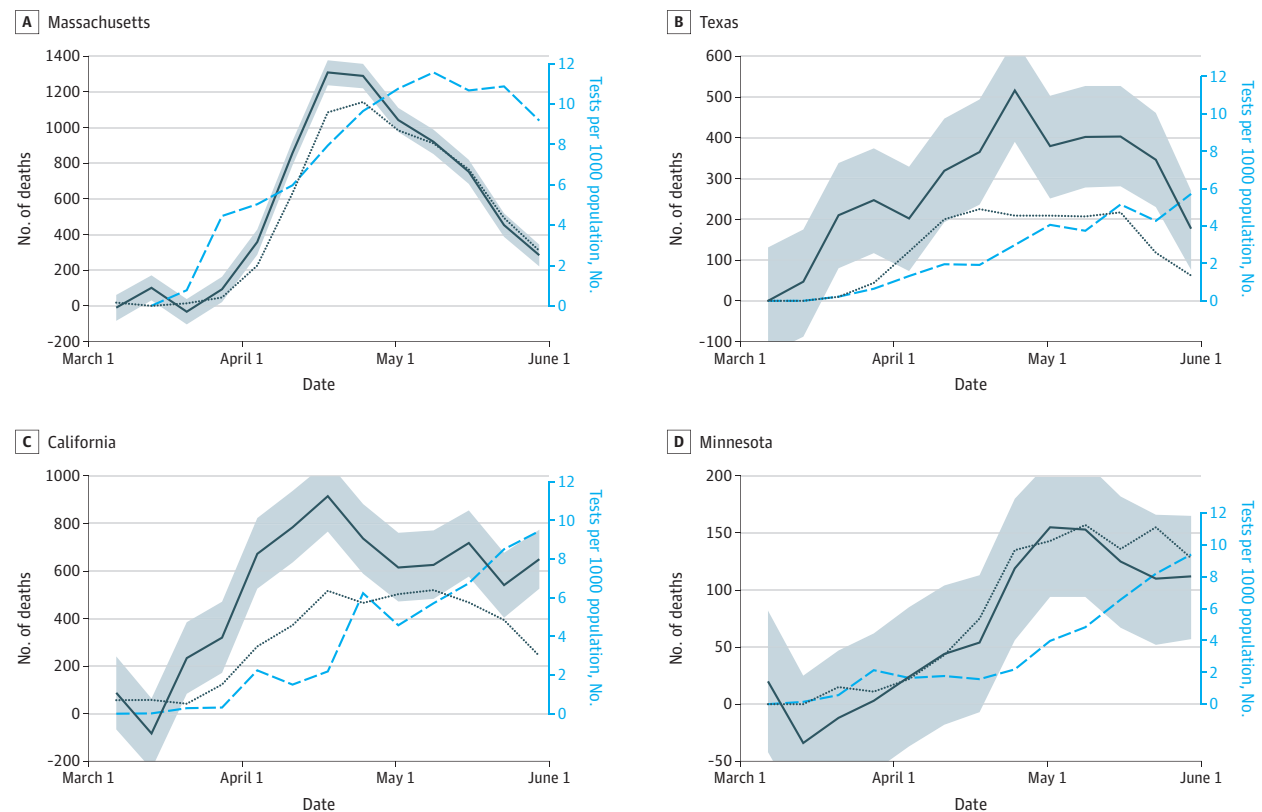 A Massachusetts
1400
1200
1000
800
600
400
200
0
-200
No. of deaths
March 1
April 1
May 1
June 1
Date
12
10
8
6
4
2
0
Tests per 1000 population, No.
B Texas
600
500
400
300
200
100
0
-100
No. of deaths
March 1
April 1
May 1
June 1
Date
12
10
8
6
4
2
0
Tests per 1000 population, No.
C California
1000
800
600
400
200
0
-200
No. of deaths
March 1
April 1
May 1
June 1
Date
12
10
8
6
4
2
0
Tests per 1000 population, No.
D Minnesota
200
150
100
50
0
-50
No. of deaths
March 1
April 1
May 1
June 1
Date
12
10
8
6
4
2
0
Tests per 1000 population, No.